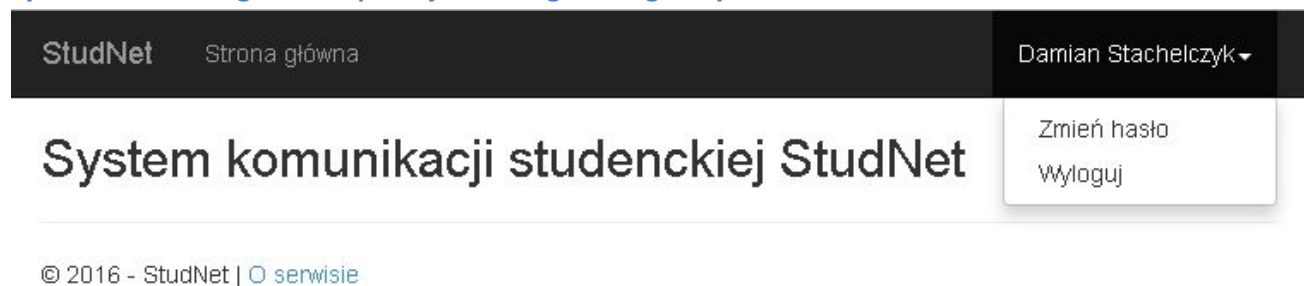 StudNet Strona główna Damian Stachelczyk
Zmień hasło
System komunikacji studenckiej StudNet
Wyloguj
© 2016 - StudNet | O serwisie